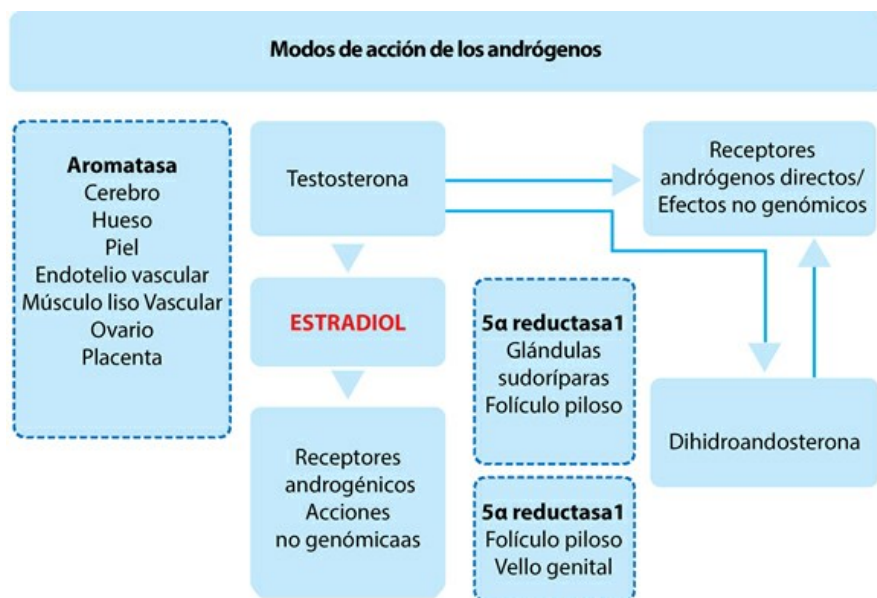 Modos de acción de los andrógenos
Aromatasa
Cerebro
Hueso
Piel
Endotelio vascular
Músculo liso Vascular
Ovario
Placenta
Testosterona
ESTRADIOL
Receptores
androgénicos
Acciones
no genómicaas
5α reductasa1
Glándulas
sudoríparas
Folículo piloso
5α reductasa1
Folículo piloso
Vello genital
Receptores
andrógenos directos/
Efectos no genómicos
Dihidroandosterona